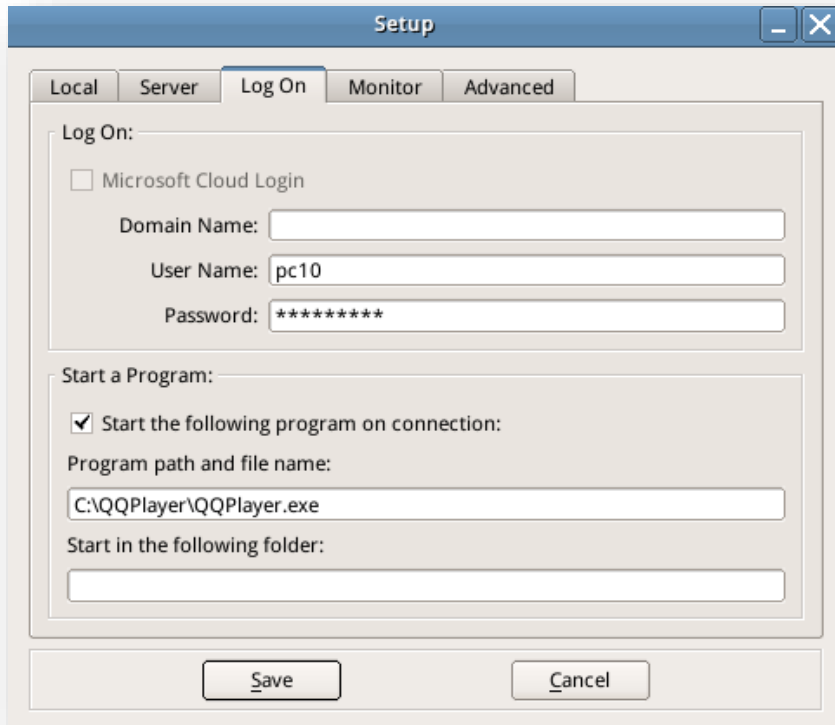 Setup
Local Server Log On Monitor Advanced
Log On:
Microsoft Cloud Login
Domain Name:
User Name: pc10
Password: *********
Start a Program:
Start the following program on connection:
Program path and file name:
C:\QQPlayer\QQPlayer.exe
Start in the following folder:
Save Cancel